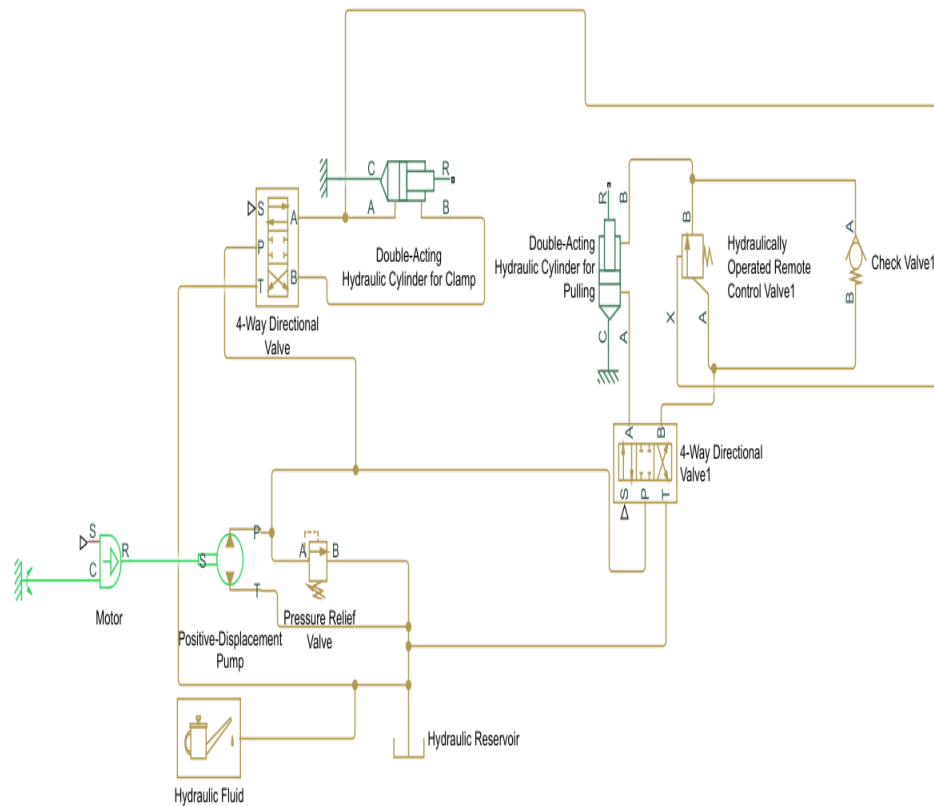 C
R
A
B
S
A
P
T
B
Double-Acting
Hydraulic Cylinder for Clamp
4-Way Directional
Valve
R
B
Double-Acting
Hydraulic Cylinder for
Pulling
C
A
B
X
A
Hydraulically
Operated Remote
Control Valve1
A
B
Check Valve1
A
B
S
P
T
4-Way Directional
Valve1
S
C
R
Motor
S
P
T
Positive-Displacement
Pump
A
B
Pressure Relief
Valve
Hydraulic Reservoir
Hydraulic Fluid